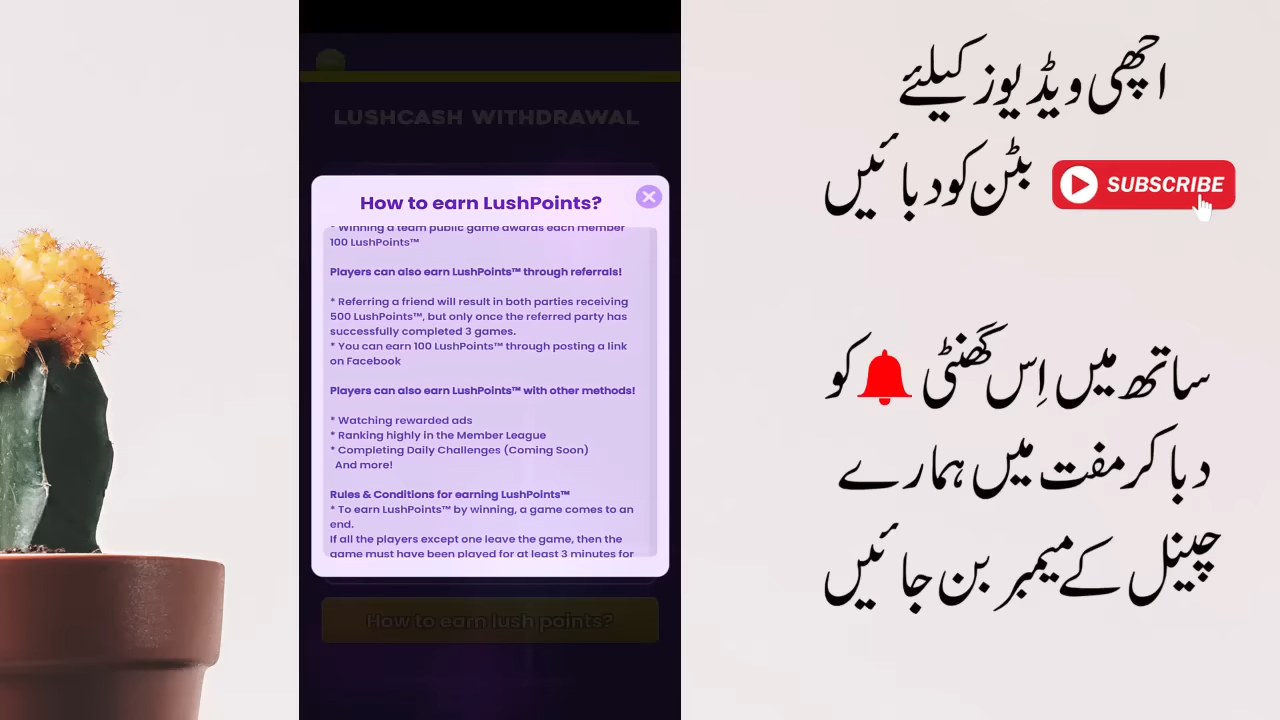 LUSHCASH WITHDRAWAL
How to earn LushPoints?
* Winning a team public game awards each member
100 LushPoints™
Players can also earn LushPoints™ through referrals!
* Referring a friend will result in both parties receiving
500 LushPoints™, but only once the referred party has
successfully completed 3 games.
* You can earn 100 LushPoints™ through posting a link
on Facebook
Players can also earn LushPoints™ with other methods!
* Watching rewarded ads
* Ranking highly in the Member League
* Completing Daily Challenges (Coming Soon)
And more!
Rules & Conditions for earning LushPoints™
* To earn LushPoints™ by winning, a game comes to an
end.
If all the players except one leave the game, then the
game must have been played for at least 3 minutes for
How to earn lush points?
اچھی ویڈیوز کیلئے
SUBSCRIBE بٹن کو دبائیں
ساتھ میں اِس گھنٹی کو
دبا کر مفت میں ہمارے
چینل کے میمبر بن جائیں